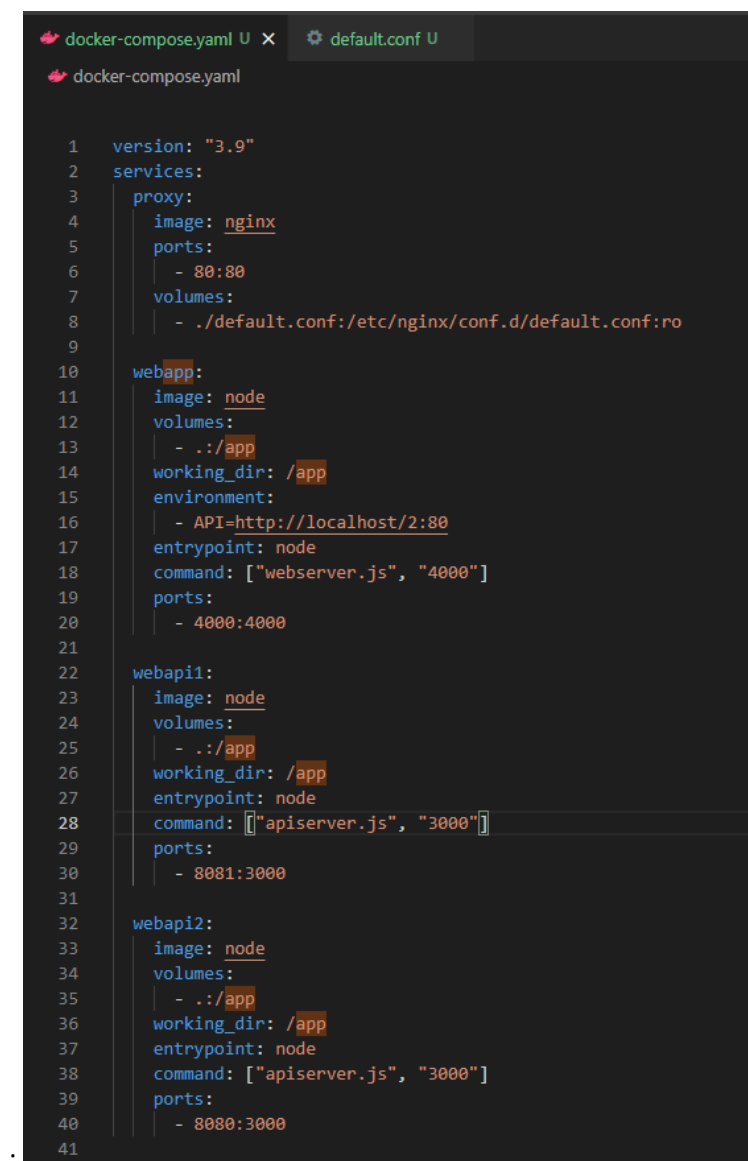 docker-compose.yaml U × default.conf U
docker-compose.yaml
1 version: "3.9"
2 services:
3   proxy:
4     image: nginx
5     ports:
6       - 80:80
7     volumes:
8       - ./default.conf:/etc/nginx/conf.d/default.conf:ro
9
10   webapp:
11     image: node
12     volumes:
13       - .:/app
14     working_dir: /app
15     environment:
16       - API=http://localhost/2:80
17     entrypoint: node
18     command: ["webserver.js", "4000"]
19     ports:
20       - 4000:4000
21
22   webapi1:
23     image: node
24     volumes:
25       - .:/app
26     working_dir: /app
27     entrypoint: node
28     command: ["apiserver.js", "3000"]
29     ports:
30       - 8081:3000
31
32   webapi2:
33     image: node
34     volumes:
35       - .:/app
36     working_dir: /app
37     entrypoint: node
38     command: ["apiserver.js", "3000"]
39     ports:
40       - 8080:3000
. 41